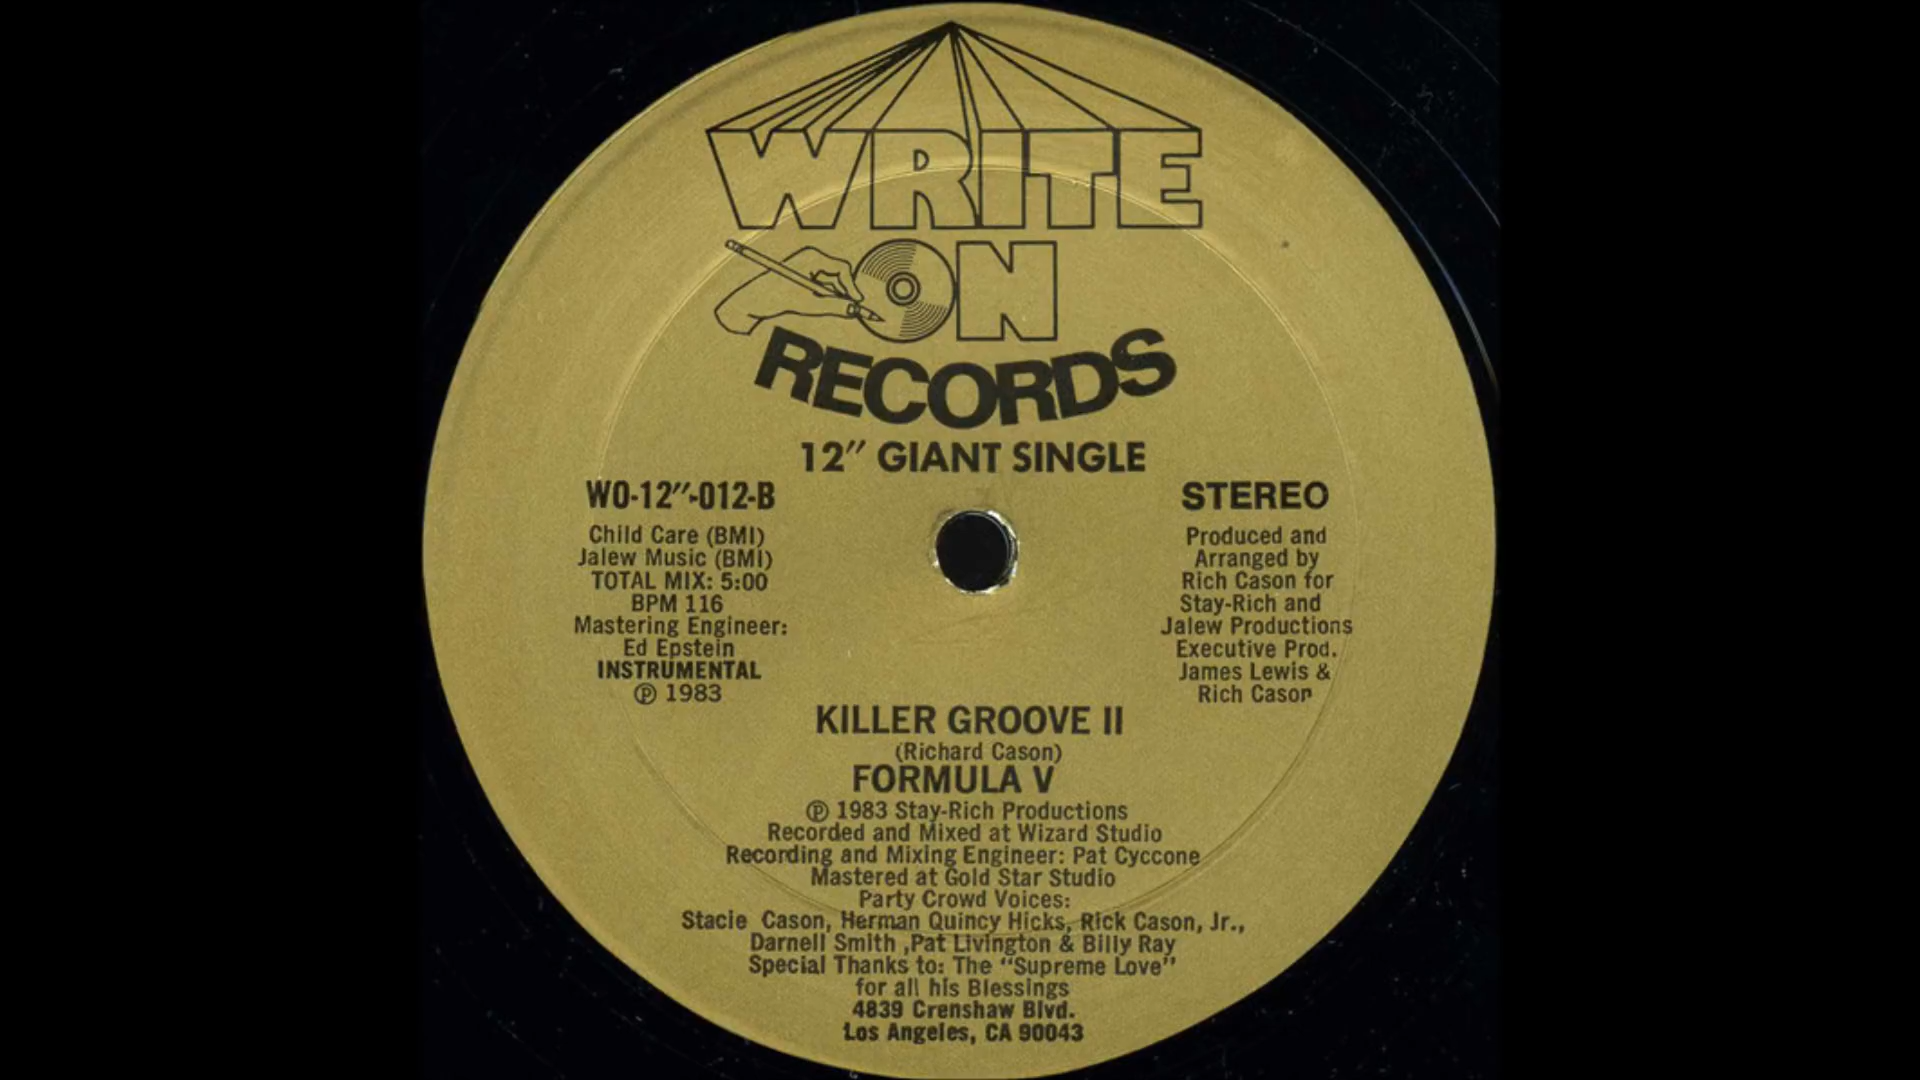 WRITE
ON
RECORDS
12" GIANT SINGLE
WO-12"-012-B
Child Care (BMI)
Jalew Music (BMI)
TOTAL MIX: 5:00
BPM 116
Mastering Engineer:
Ed Epstein
INSTRUMENTAL
℗ 1983
STEREO
Produced and
Arranged by
Rich Cason for
Stay-Rich and
Jalew Productions
Executive Prod.
James Lewis &
Rich Cason
KILLER GROOVE II
(Richard Cason)
FORMULA V
℗ 1983 Stay-Rich Productions
Recorded and Mixed at Wizard Studio
Recording and Mixing Engineer: Pat Cyccone
Mastered at Gold Star Studio
Party Crowd Voices:
Stacie Cason, Herman Quincy Hicks, Rick Cason, Jr.,
Darnell Smith ,Pat Livington & Billy Ray
Special Thanks to: The "Supreme Love"
for all his Blessings
4839 Crenshaw Blvd.
Los Angeles, CA 90043